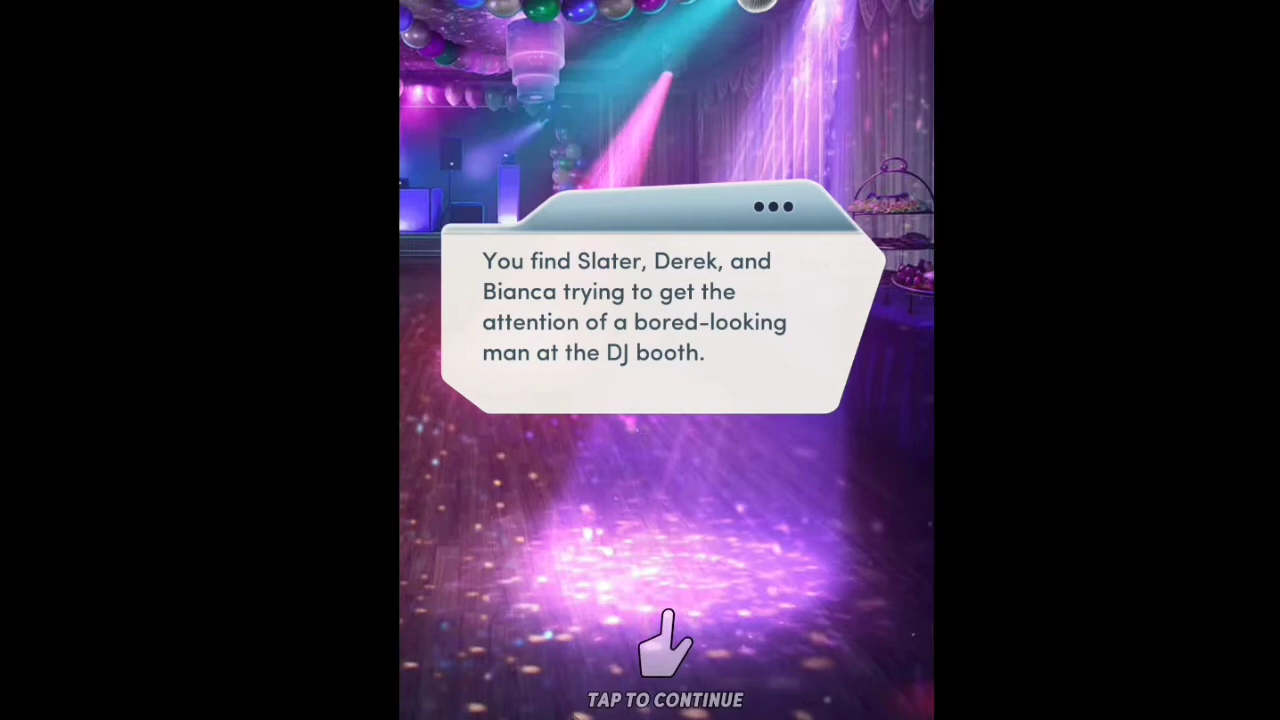 You find Slater, Derek, and
Bianca trying to get the
attention of a bored-looking
man at the DJ booth.
TAP TO CONTINUE